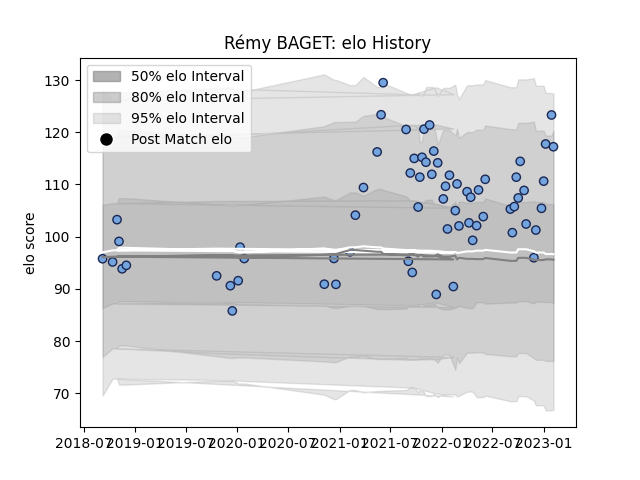 Rémy BAGET: elo History
50% elo Interval
80% elo Interval
95% elo Interval
Post Match elo
elo score
130
120
110
100
90
80
70
2018-07 2019-01 2019-07 2020-01 2020-07 2021-01 2021-07 2022-01 2022-07 2023-01